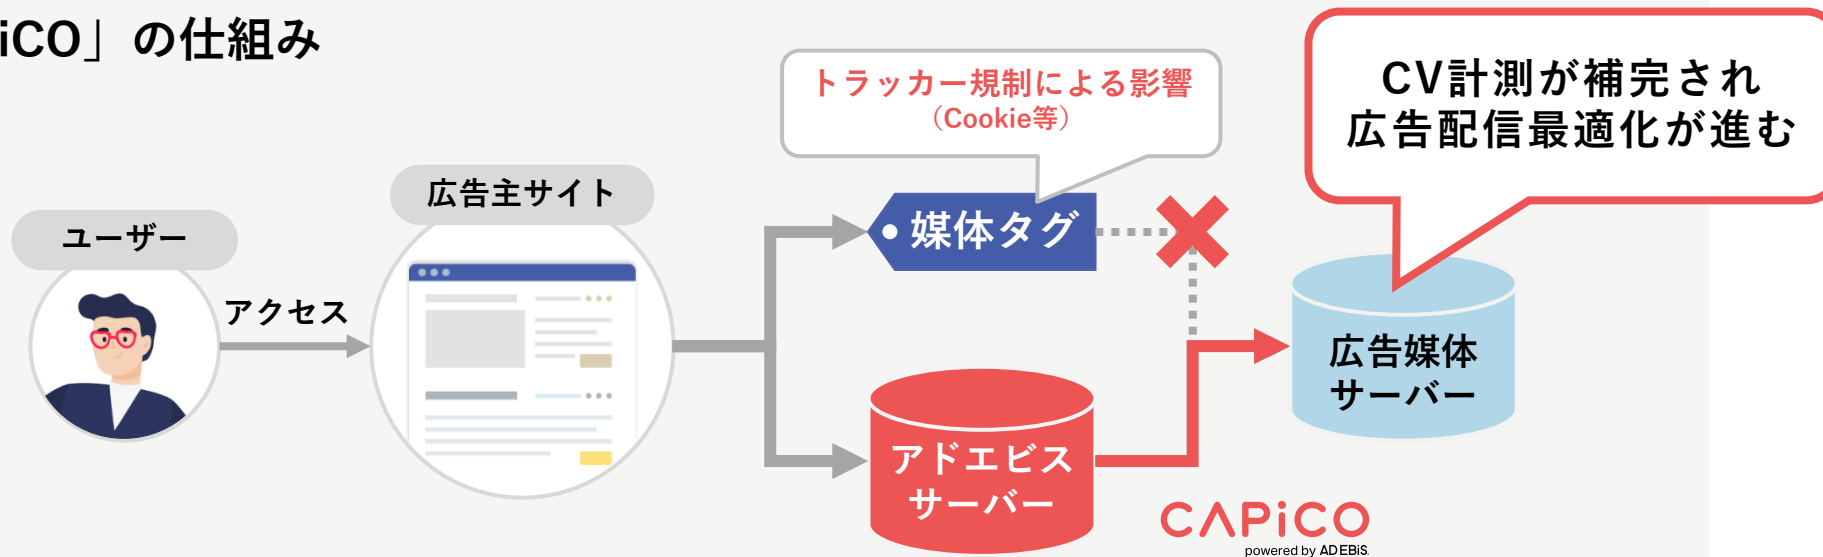 iCO」の仕組み
トラッカー規制による影響
（Cookie等）
CV計測が補完され
広告配信最適化が進む
広告主サイト
ユーザー
アクセス
媒体タグ
広告媒体
サーバー
アドエビス
サーバー
CAPiCO
powered by ADEBiS.